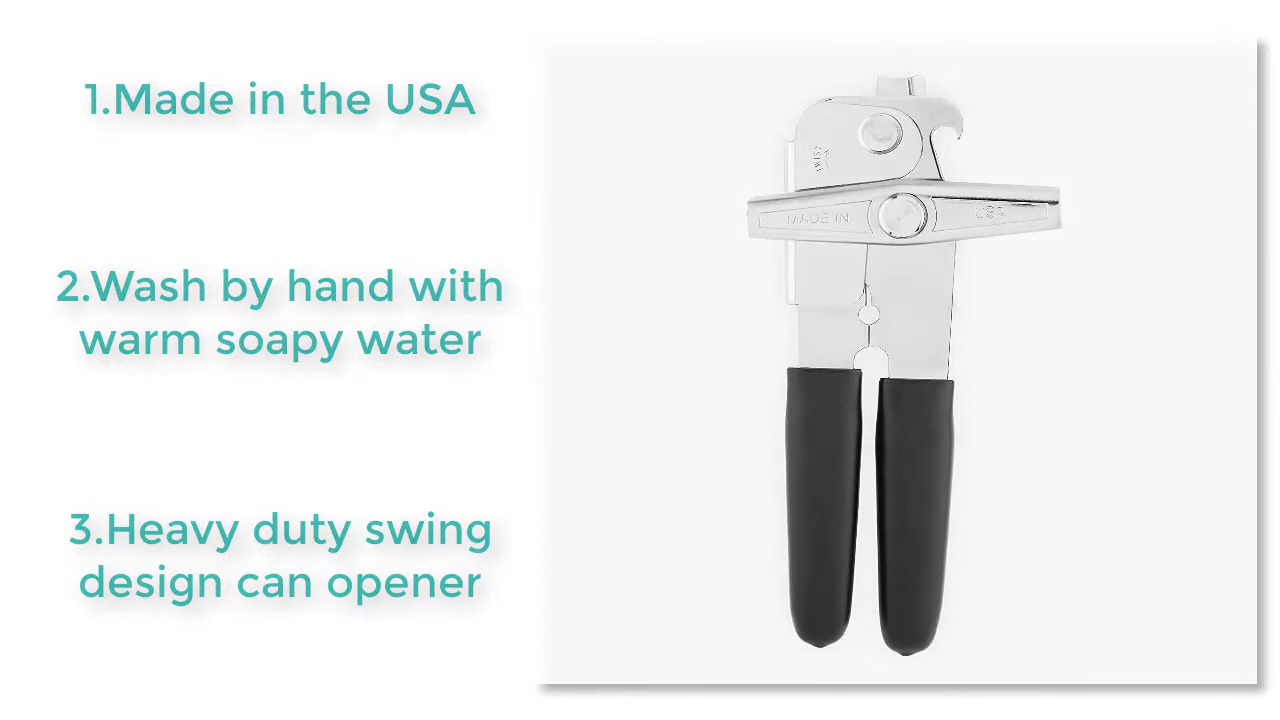 1.Made in the USA
2.Wash by hand with
warm soapy water
3.Heavy duty swing
design can opener
MADE IN USA